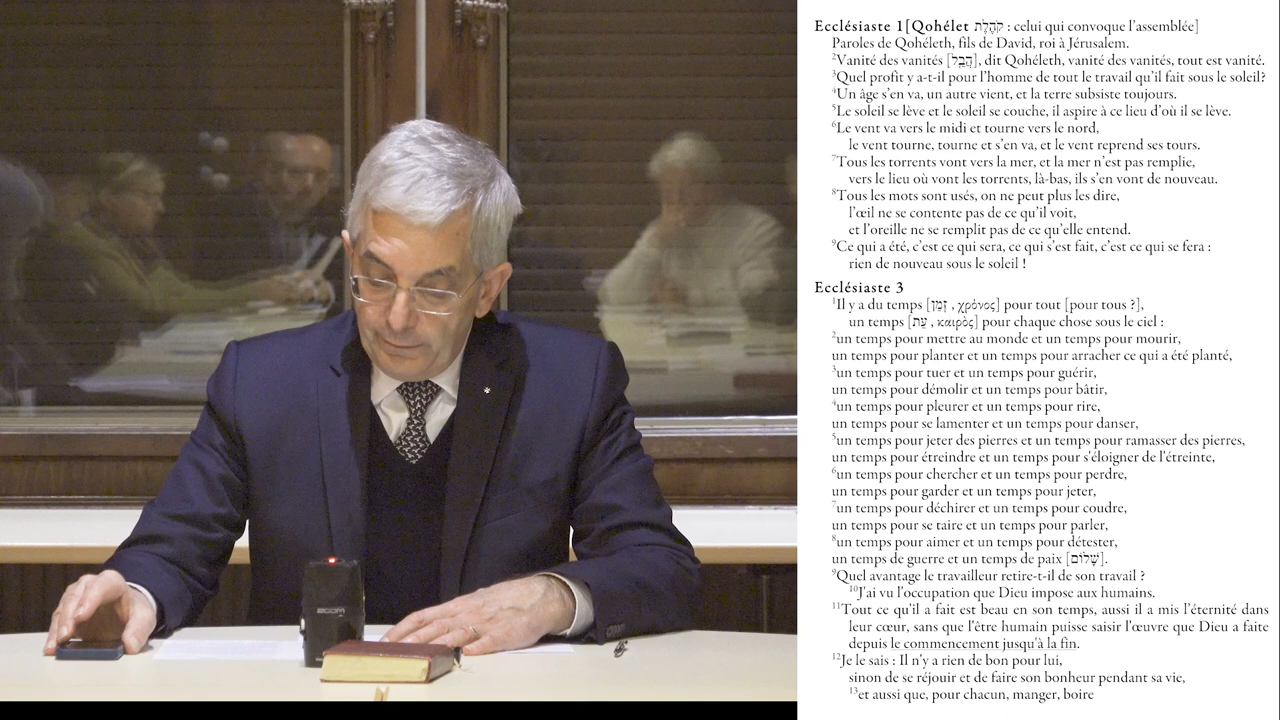 Ecclésiaste 1[Qohélet קֹהֶלֶת : celui qui convoque l’assemblée]
Paroles de Qohéleth, fils de David, roi à Jérusalem.
²Vanité des vanités [הֲבֵל], dit Qohéleth, vanité des vanités, tout est vanité.
³Quel profit y a-t-il pour l’homme de tout le travail qu’il fait sous le soleil?
⁴Un âge s’en va, un autre vient, et la terre subsiste toujours.
⁵Le soleil se lève et le soleil se couche, il aspire à ce lieu d’où il se lève.
⁶Le vent va vers le midi et tourne vers le nord,
le vent tourne, tourne et s’en va, et le vent reprend ses tours.
⁷Tous les torrents vont vers la mer, et la mer n’est pas remplie,
vers le lieu où vont les torrents, là-bas, ils s’en vont de nouveau.
⁸Tous les mots sont usés, on ne peut plus les dire,
l’œil ne se contente pas de ce qu’il voit,
et l’oreille ne se remplit pas de ce qu’elle entend.
⁹Ce qui a été, c’est ce qui sera, ce qui s’est fait, c’est ce qui se fera :
rien de nouveau sous le soleil !
Ecclésiaste 3
¹Il y a du temps [זְמָן , χρόνος] pour tout [pour tous ?],
un temps [עֵת , καιρὸς] pour chaque chose sous le ciel :
²un temps pour mettre au monde et un temps pour mourir,
un temps pour planter et un temps pour arracher ce qui a été planté,
³un temps pour tuer et un temps pour guérir,
un temps pour démolir et un temps pour bâtir,
⁴un temps pour pleurer et un temps pour rire,
un temps pour se lamenter et un temps pour danser,
⁵un temps pour jeter des pierres et un temps pour ramasser des pierres,
un temps pour étreindre et un temps pour s'éloigner de l'étreinte,
⁶un temps pour chercher et un temps pour perdre,
un temps pour garder et un temps pour jeter,
⁷un temps pour déchirer et un temps pour coudre,
un temps pour se taire et un temps pour parler,
⁸un temps pour aimer et un temps pour détester,
un temps de guerre et un temps de paix [שָׁלוֹם].
⁹Quel avantage le travailleur retire-t-il de son travail ?
¹⁰J'ai vu l'occupation que Dieu impose aux humains.
¹¹Tout ce qu'il a fait est beau en son temps, aussi il a mis l'éternité dans
leur cœur, sans que l'être humain puisse saisir l'œuvre que Dieu a faite
depuis le commencement jusqu'à la fin.
¹²Je le sais : Il n'y a rien de bon pour lui,
sinon de se réjouir et de faire son bonheur pendant sa vie,
¹³et aussi que, pour chacun, manger, boire
zoom